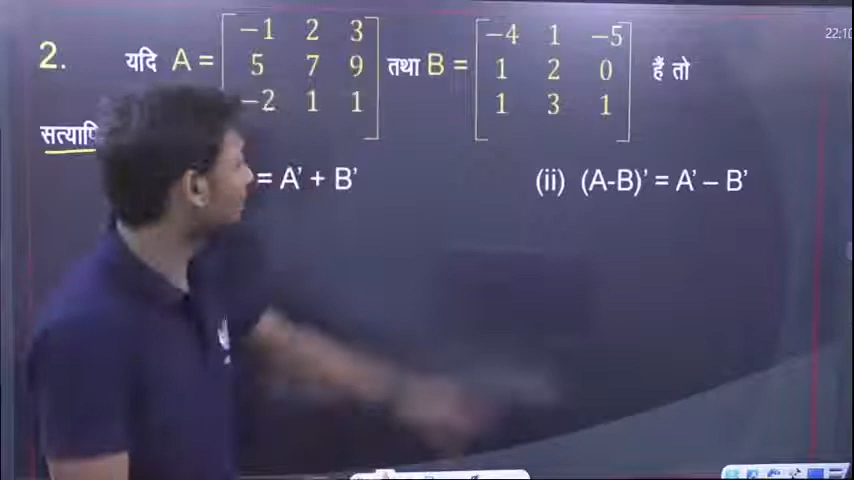 22:10
2. यदि A = [−1 2 3; 5 7 9; −2 1 1] तथा B = [−4 1 −5; 1 2 0; 1 3 1] हैं तो
= A’ + B’ (ii) (A-B)’ = A’ – B’